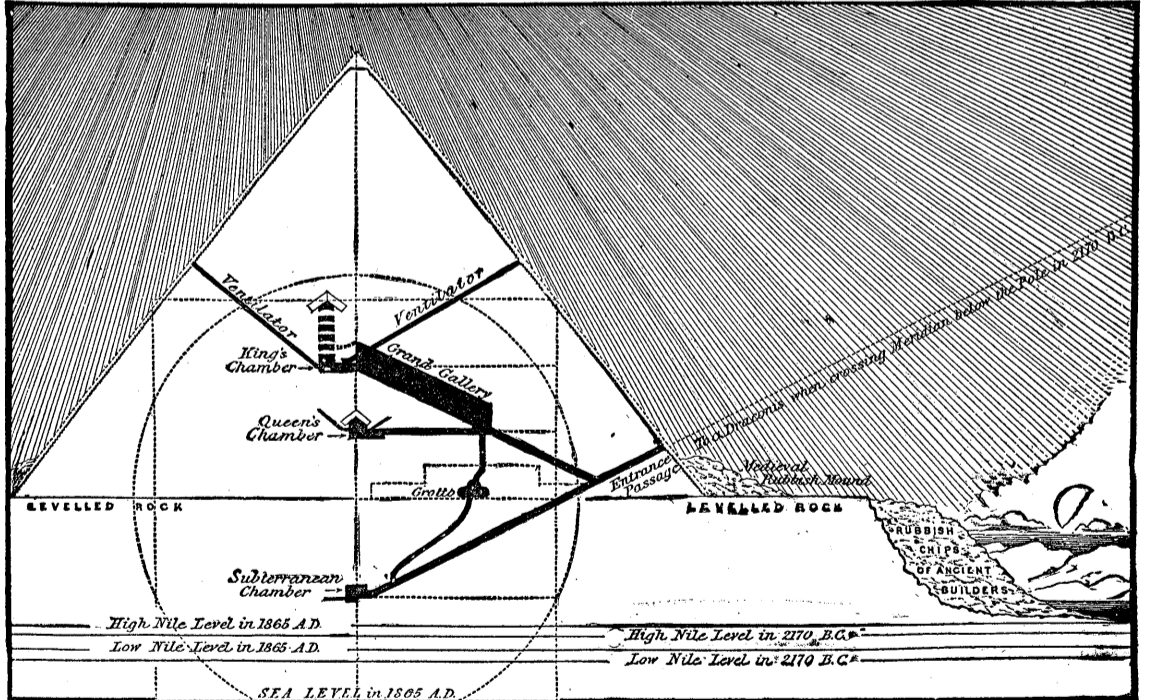 To α Draconis when crossing Meridian below the Pole in 2170 B.C.
Ventilator
Ventilator
King's
Chamber
Grand Gallery
Queen's
Chamber
Entrance
Passage
Medieval
Rubbish Mound
Grotto
LEVELLED ROCK
LEVELLED ROCK
RUBBISH
CHIPS
OF ANCIENT
BUILDERS
Subterranean
Chamber
High Nile Level in 1865 A.D.
Low Nile Level in 1865 A.D.
High Nile Level in 2170 B.C.
Low Nile Level in 2170 B.C.
SEA LEVEL in 1865 A.D.